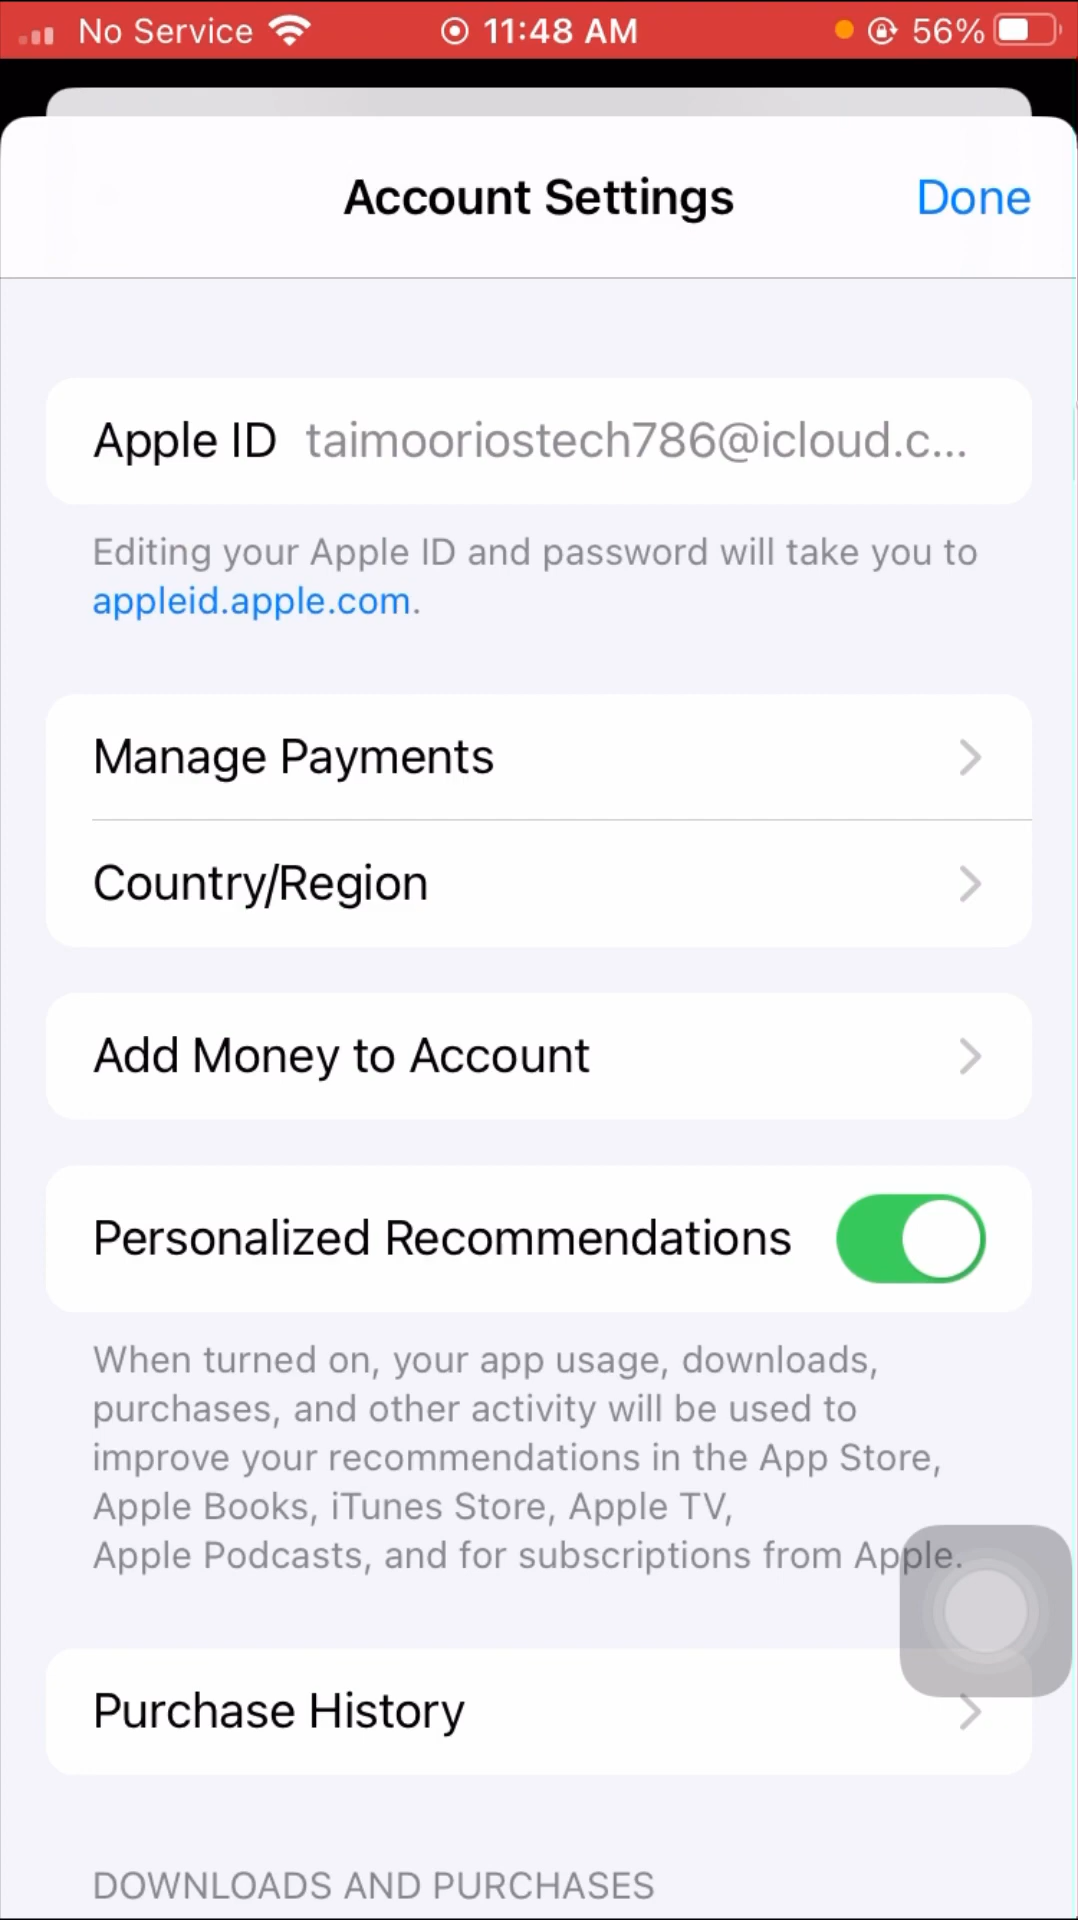 No Service 11:48 AM 56%
Account Settings Done
Apple ID taimooriostech786@icloud.c...
Editing your Apple ID and password will take you to
appleid.apple.com.
Manage Payments
Country/Region
Add Money to Account
Personalized Recommendations
When turned on, your app usage, downloads,
purchases, and other activity will be used to
improve your recommendations in the App Store,
Apple Books, iTunes Store, Apple TV,
Apple Podcasts, and for subscriptions from Apple.
Purchase History
DOWNLOADS AND PURCHASES